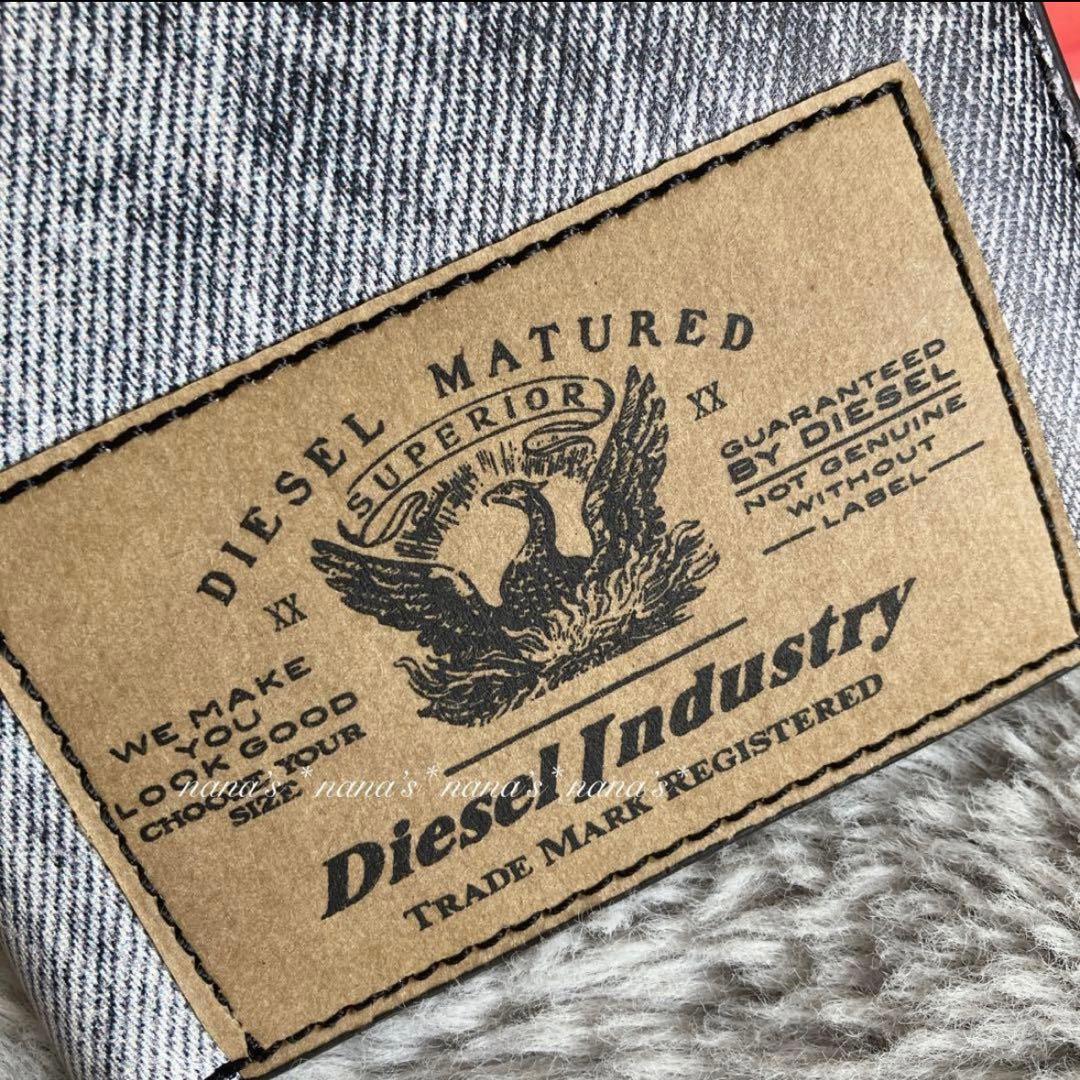 DIESEL MATURED
SUPERIOR
XX
XX
GUARANTEED
BY DIESEL
NOT GENUINE
WITHOUT
LABEL
WE MAKE
YOU
LOOK GOOD
CHOOSE YOUR
SIZE
nana's * nana's * nana's * nana's *
Diesel Industry
TRADE MARK REGISTERED